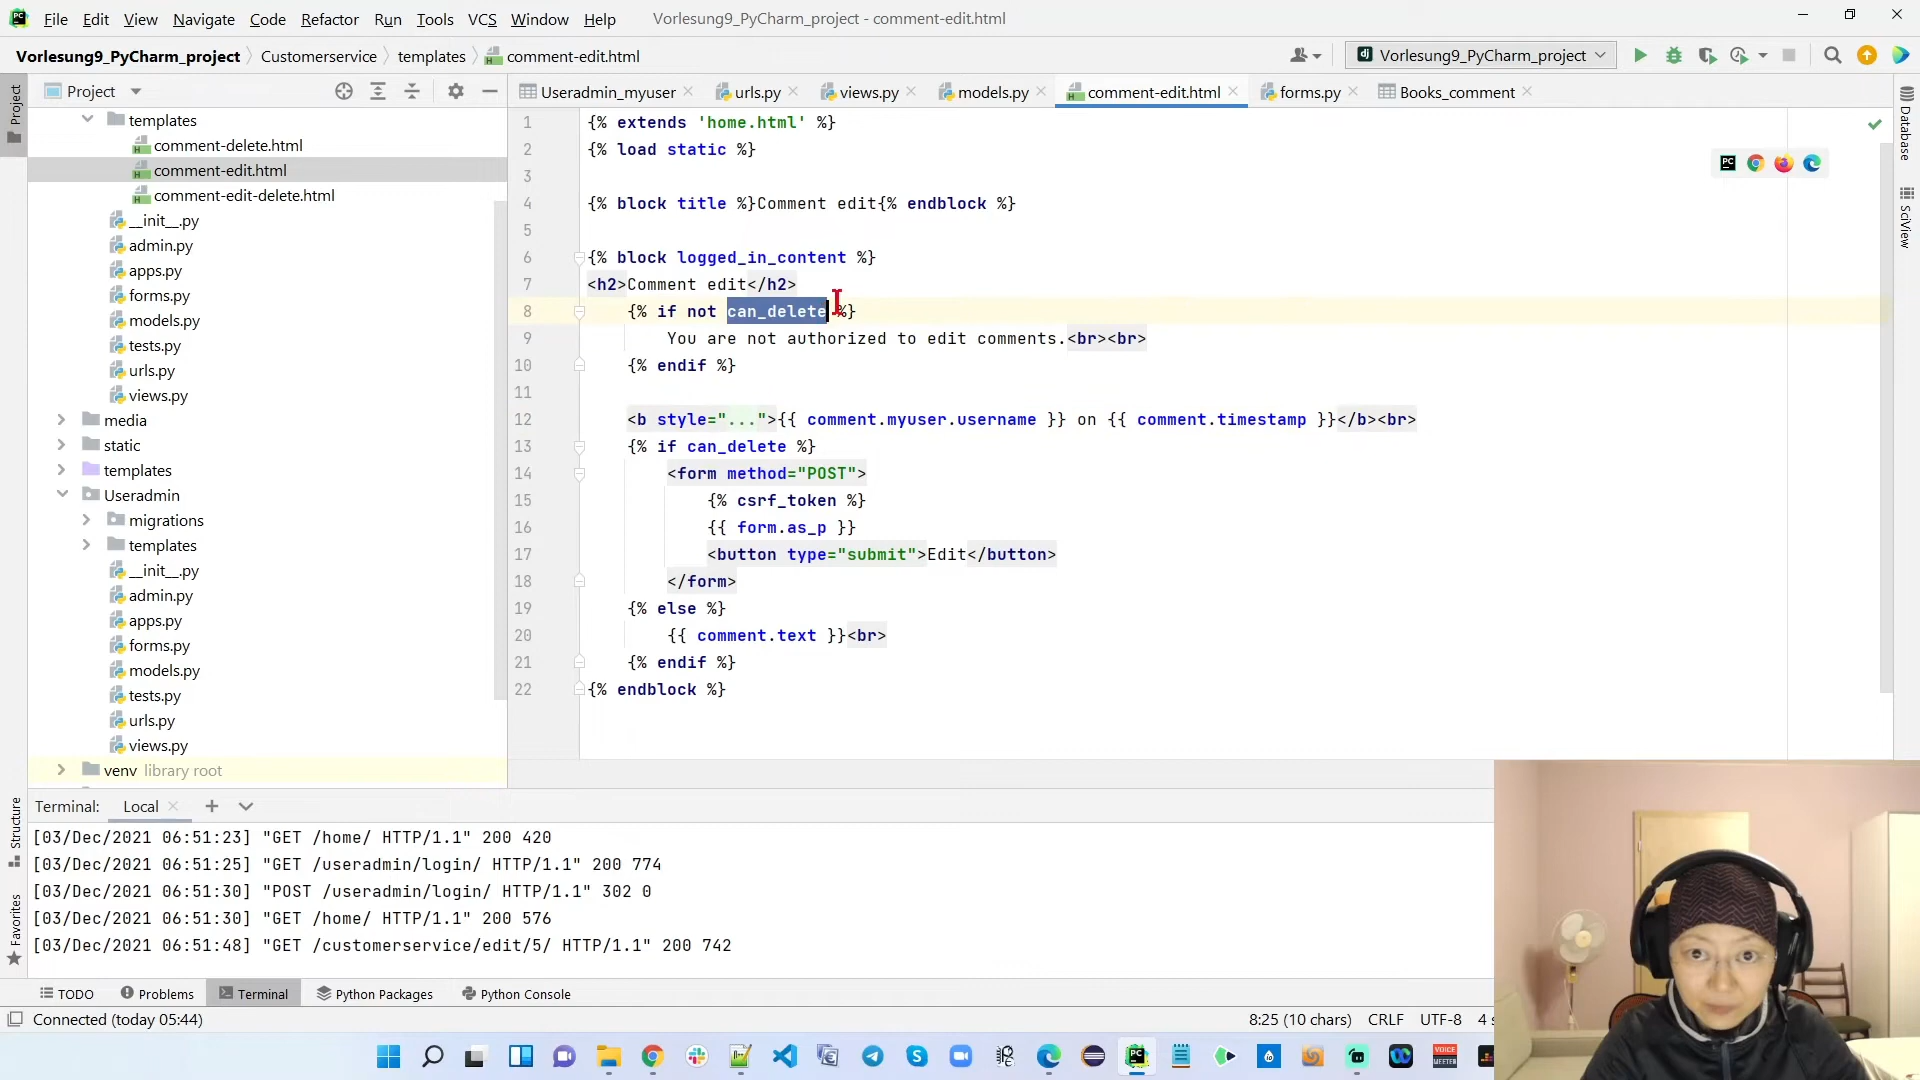 File Edit View Navigate Code Refactor Run Tools VCS Window Help Vorlesung9_PyCharm_project - comment-edit.html
Vorlesung9_PyCharm_project Customerservice templates comment-edit.html Vorlesung9_PyCharm_project
Project
Useradmin_myuser urls.py views.py models.py comment-edit.html forms.py Books_comment
Project
Database
SciView
Structure
Favorites
templates
comment-delete.html
comment-edit.html
comment-edit-delete.html
__init__.py
admin.py
apps.py
forms.py
models.py
tests.py
urls.py
views.py
media
static
templates
Useradmin
migrations
templates
__init__.py
admin.py
apps.py
forms.py
models.py
tests.py
urls.py
views.py
venv library root
1 {% extends 'home.html' %}
2 {% load static %}
3
4 {% block title %}Comment edit{% endblock %}
5
6 {% block logged_in_content %}
7 <h2>Comment edit</h2>
8 {% if not can_delete %}
9 You are not authorized to edit comments.<br><br>
10 {% endif %}
11
12 <b style="...">{{ comment.myuser.username }} on {{ comment.timestamp }}</b><br>
13 {% if can_delete %}
14 <form method="POST">
15 {% csrf_token %}
16 {{ form.as_p }}
17 <button type="submit">Edit</button>
18 </form>
19 {% else %}
20 {{ comment.text }}<br>
21 {% endif %}
22 {% endblock %}
Terminal: Local
[03/Dec/2021 06:51:23] "GET /home/ HTTP/1.1" 200 420
[03/Dec/2021 06:51:25] "GET /useradmin/login/ HTTP/1.1" 200 774
[03/Dec/2021 06:51:30] "POST /useradmin/login/ HTTP/1.1" 302 0
[03/Dec/2021 06:51:30] "GET /home/ HTTP/1.1" 200 576
[03/Dec/2021 06:51:48] "GET /customerservice/edit/5/ HTTP/1.1" 200 742
TODO Problems Terminal Python Packages Python Console
Connected (today 05:44) 8:25 (10 chars) CRLF UTF-8 4 s